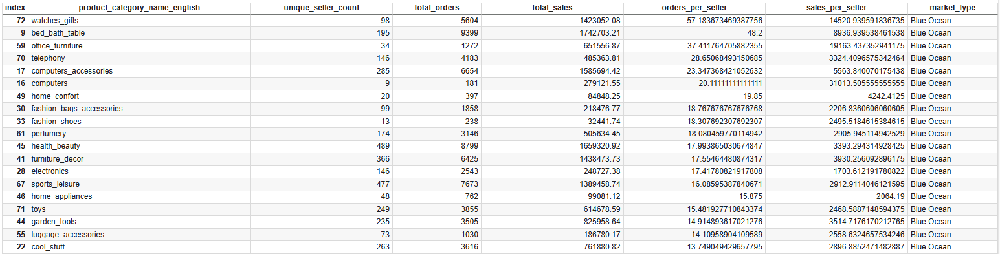 index product_category_name_english unique_seller_count total_orders total_sales orders_per_seller sales_per_seller market_type
72 watches_gifts 98 5604 1423052.08 57.183673469387756 14520.939591836735 Blue Ocean
9 bed_bath_table 195 9399 1742703.21 48.2 8936.939538461538 Blue Ocean
59 office_furniture 34 1272 651556.87 37.411764705882355 19163.437352941175 Blue Ocean
70 telephony 146 4183 485363.81 28.65068493150685 3324.4096575342464 Blue Ocean
17 computers_accessories 285 6654 1585694.42 23.347368421052632 5563.840070175438 Blue Ocean
16 computers 9 181 279121.55 20.11111111111111 31013.505555555555 Blue Ocean
49 home_confort 20 397 84848.25 19.85 4242.4125 Blue Ocean
30 fashion_bags_accessories 99 1858 218476.77 18.767676767676768 2206.8360606060605 Blue Ocean
33 fashion_shoes 13 238 32441.74 18.307692307692307 2495.5184615384615 Blue Ocean
61 perfumery 174 3146 505634.45 18.080459770114942 2905.945114942529 Blue Ocean
45 health_beauty 489 8799 1659320.92 17.993865030674847 3393.294314928425 Blue Ocean
41 furniture_decor 366 6425 1438473.73 17.55464480874317 3930.256092896175 Blue Ocean
28 electronics 146 2543 248727.38 17.41780821917808 1703.612191780822 Blue Ocean
67 sports_leisure 477 7673 1389458.74 16.08595387840671 2912.9114046121595 Blue Ocean
46 home_appliances 48 762 99081.12 15.875 2064.19 Blue Ocean
71 toys 249 3855 614678.59 15.481927710843374 2468.5887148594375 Blue Ocean
44 garden_tools 235 3505 825958.64 14.914893617021276 3514.7176170212765 Blue Ocean
55 luggage_accessories 73 1030 186780.17 14.10958904109589 2558.6324657534246 Blue Ocean
22 cool_stuff 263 3616 761880.82 13.749049429657795 2896.8852471482887 Blue Ocean